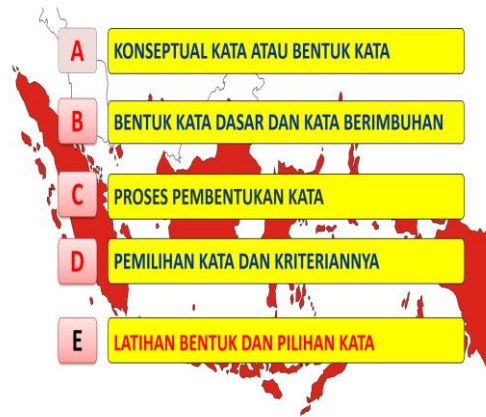 A KONSEPTUAL KATA ATAU BENTUK KATA
B BENTUK KATA DASAR DAN KATA BERIMBUHAN
C PROSES PEMBENTUKAN KATA
D PEMILIHAN KATA DAN KRITERIANNYA
E LATIHAN BENTUK DAN PILIHAN KATA